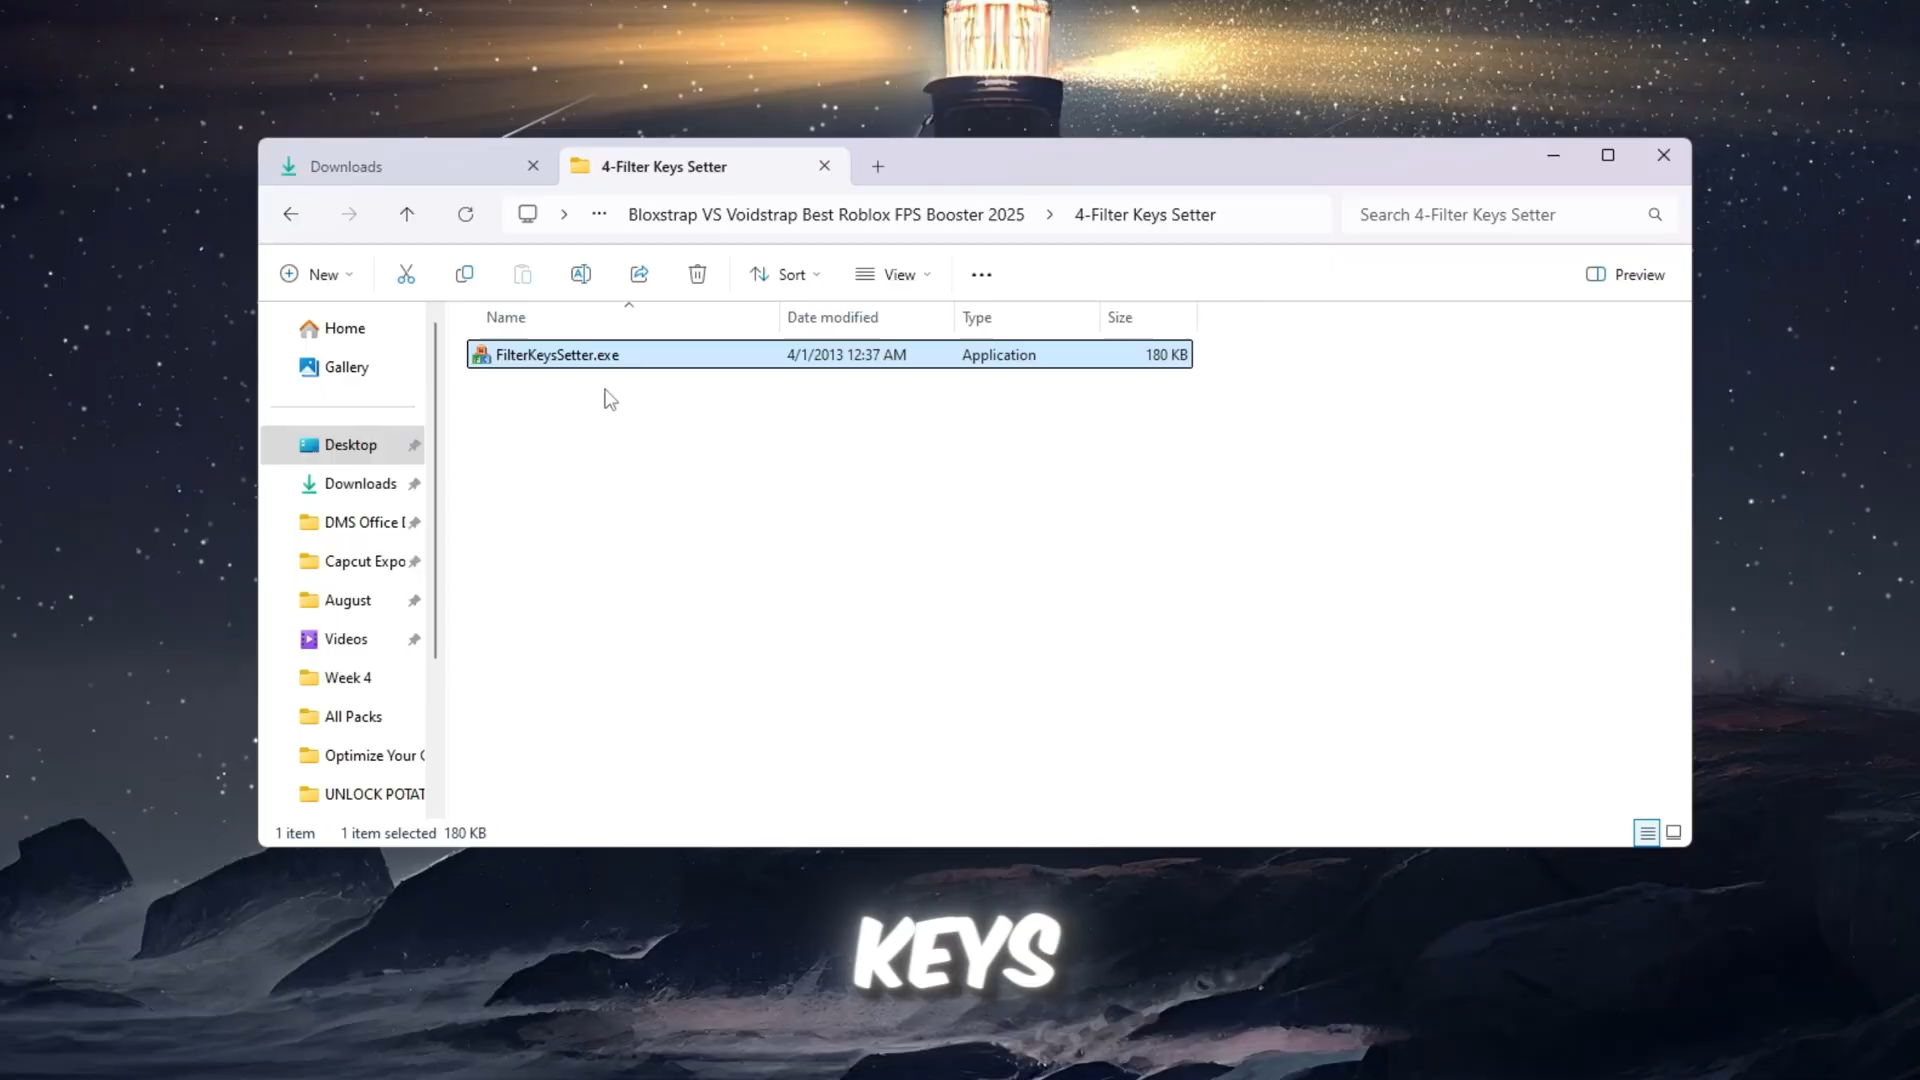 Downloads
4-Filter Keys Setter
Bloxstrap VS Voidstrap Best Roblox FPS Booster 2025
4-Filter Keys Setter
Search 4-Filter Keys Setter
New
Sort
View
Preview
Name
Date modified
Type
Size
FilterKeysSetter.exe
4/1/2013 12:37 AM
Application
180 KB
Home
Gallery
Desktop
Downloads
DMS Office [
Capcut Expo
August
Videos
Week 4
All Packs
Optimize Your C
UNLOCK POTAT
1 item
1 item selected
180 KB
KEYS